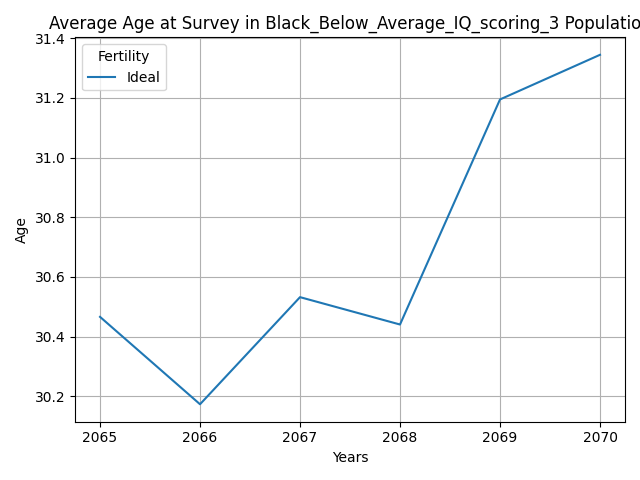 Average Age at Survey in Black_Below_Average_IQ_scoring_3 Populatio
31.4
31.2
31.0
30.8
30.6
30.4
30.2
Age
Fertility
Ideal
2065 2066 2067 2068 2069 2070
Years